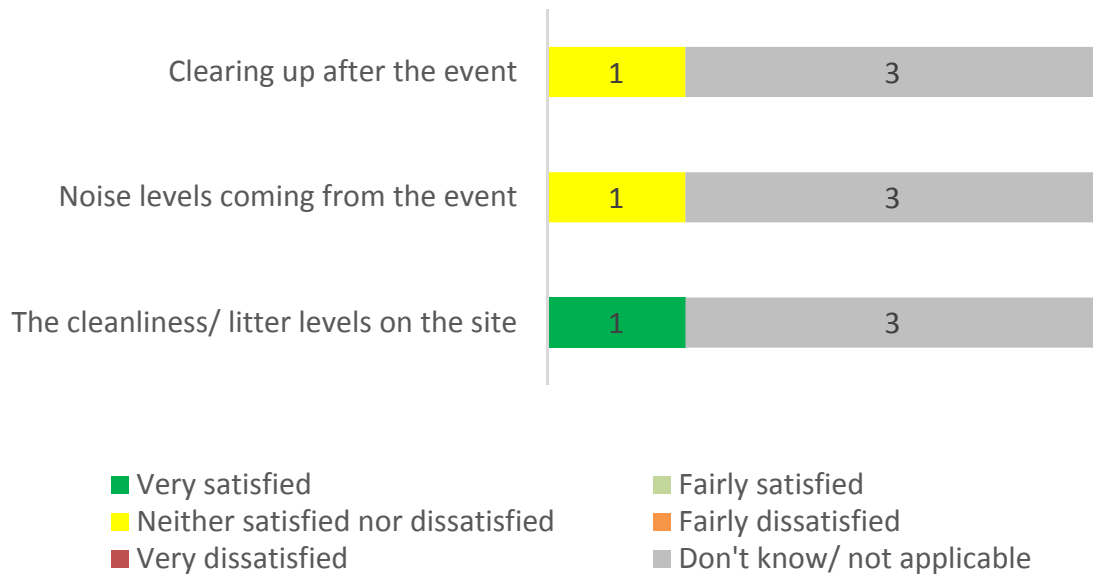 Clearing up after the event
1 3
Noise levels coming from the event
1 3
The cleanliness/ litter levels on the site
1 3
Very satisfied
Fairly satisfied
Neither satisfied nor dissatisfied
Fairly dissatisfied
Very dissatisfied
Don't know/ not applicable